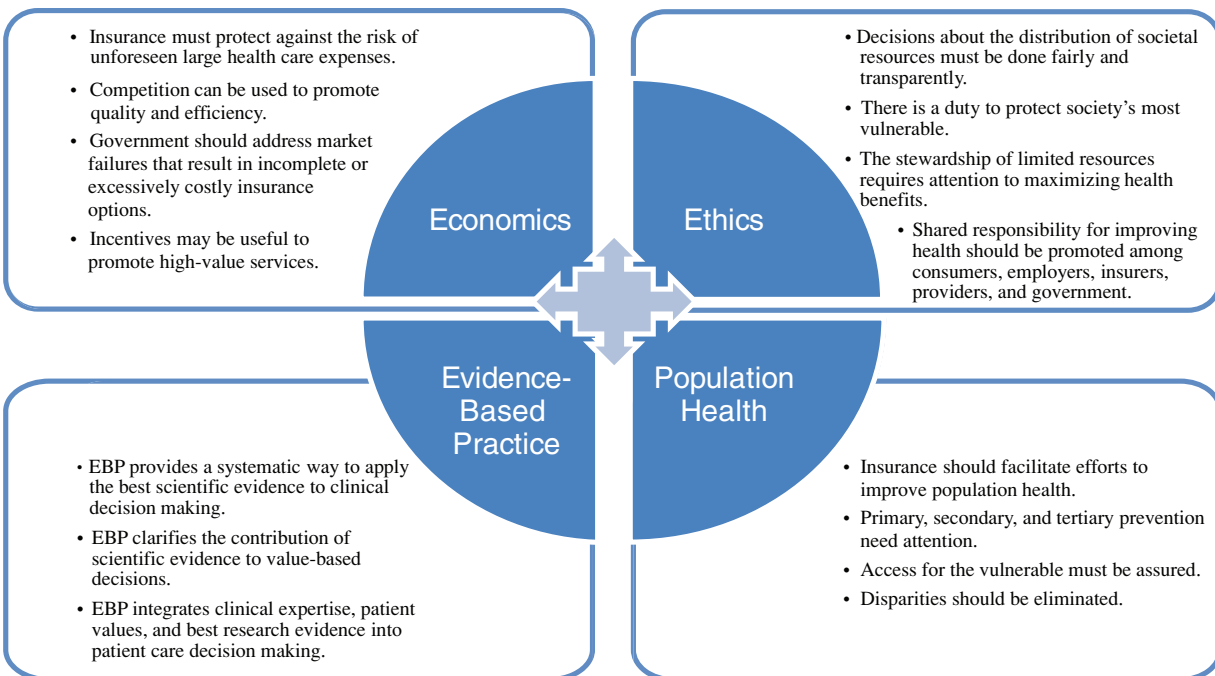 • Insurance must protect against the risk of
unforeseen large health care expenses.
• Competition can be used to promote
quality and efficiency.
• Government should address market
failures that result in incomplete or
excessively costly insurance
options.
• Incentives may be useful to
promote high-value services.
Economics
• Decisions about the distribution of societal
resources must be done fairly and
transparently.
• There is a duty to protect society’s most
vulnerable.
• The stewardship of limited resources
requires attention to maximizing health
benefits.
• Shared responsibility for improving
health should be promoted among
consumers, employers, insurers,
providers, and government.
Ethics
Evidence-
Based
Practice
• EBP provides a systematic way to apply
the best scientific evidence to clinical
decision making.
• EBP clarifies the contribution of
scientific evidence to value-based
decisions.
• EBP integrates clinical expertise, patient
values, and best research evidence into
patient care decision making.
Population
Health
• Insurance should facilitate efforts to
improve population health.
• Primary, secondary, and tertiary prevention
need attention.
• Access for the vulnerable must be assured.
• Disparities should be eliminated.